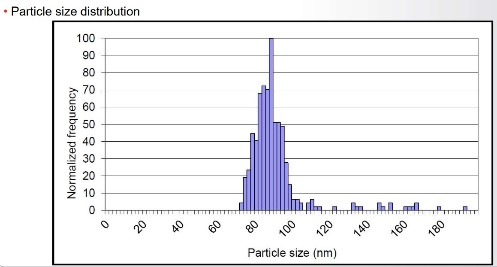 • Particle size distribution
100
90
80
70
60
50
40
30
20
10
0
Normalized frequency
0 20 40 60 80 100 120 140 160 180
Particle size (nm)